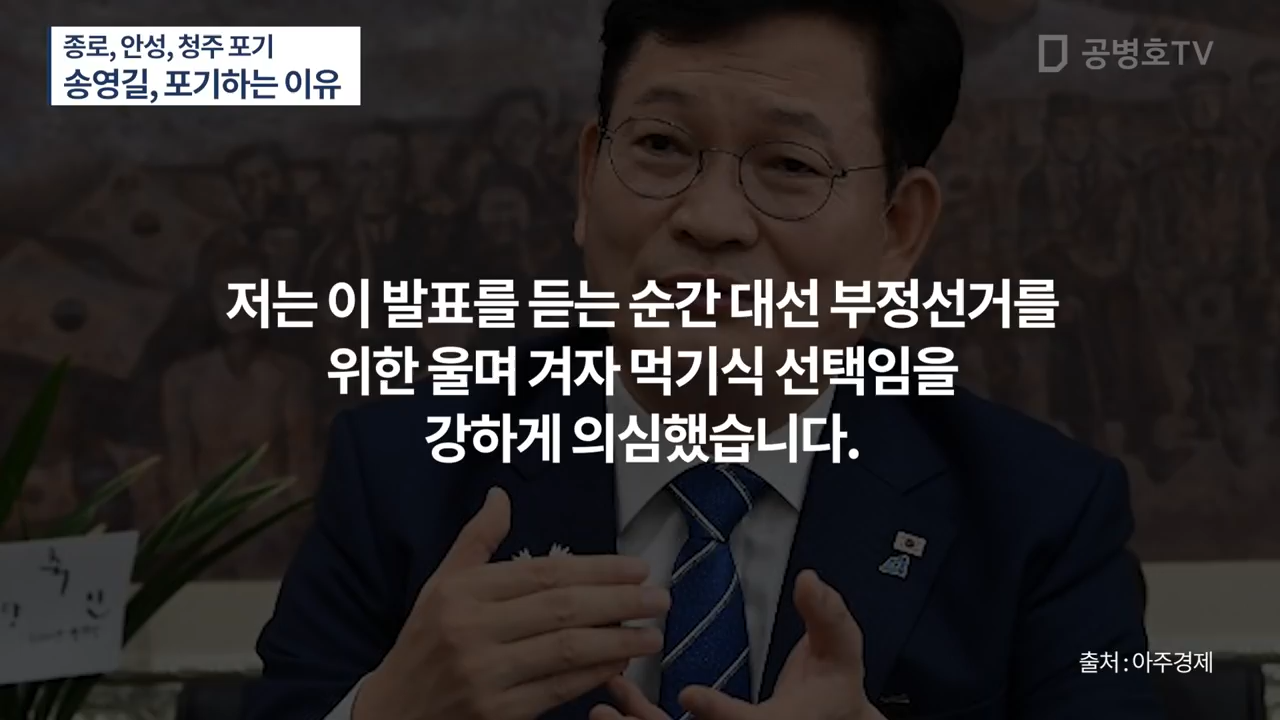 종로, 안성, 청주 포기
송영길, 포기하는 이유
공병호TV
저는 이 발표를 듣는 순간 대선 부정선거를
위한 울며 겨자 먹기식 선택임을
강하게 의심했습니다.
출처 : 아주경제